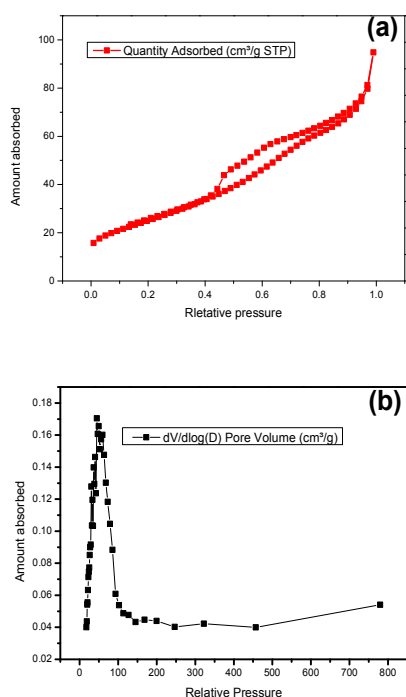 (a)
Quantity Adsorbed (cm³/g STP)
100
80
60
40
20
0
Amount absorbed
0.0 0.2 0.4 0.6 0.8 1.0
Rletative pressure
(b)
dV/dlog(D) Pore Volume (cm³/g)
0.18
0.16
0.14
0.12
0.10
0.08
0.06
0.04
0.02
Amount absorbed
0 100 200 300 400 500 600 700 800
Relative Pressure